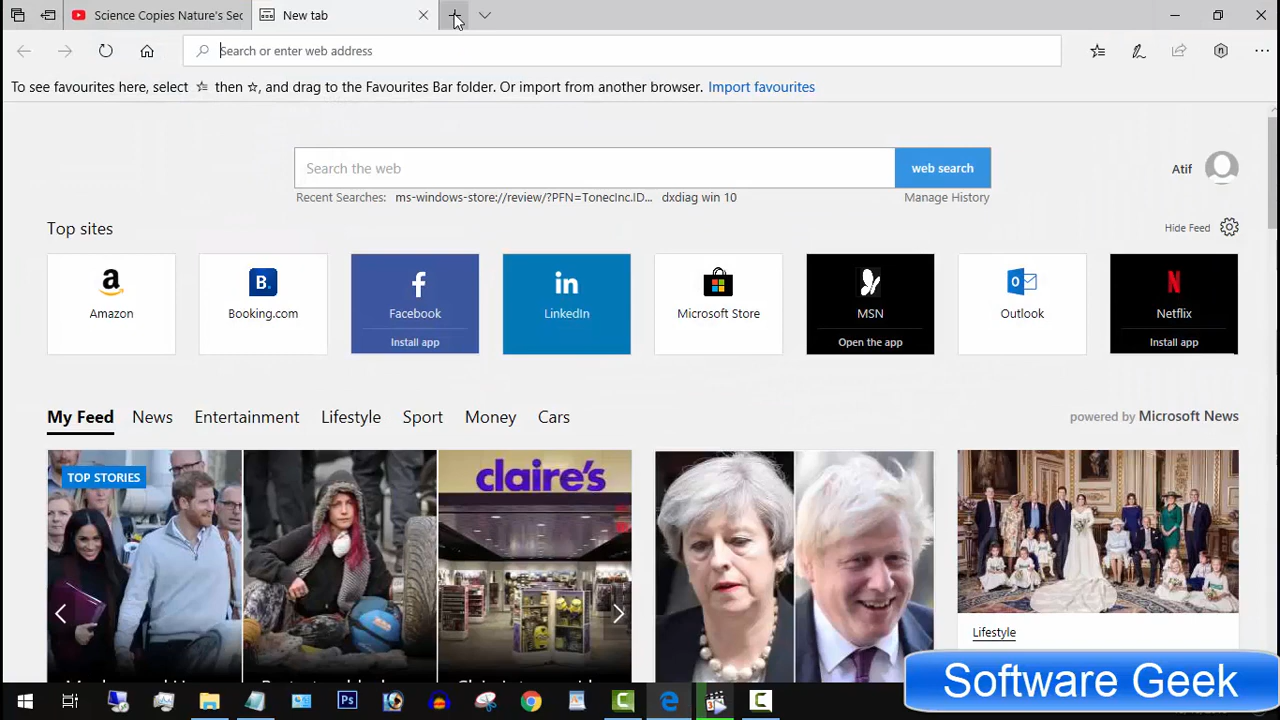 Science Copies Nature's Sec
New tab
Search or enter web address
To see favourites here, select then ☆, and drag to the Favourites Bar folder. Or import from another browser. Import favourites
Search the web
web search
Atif
Recent Searches: ms-windows-store://review/?PFN=TonecInc.ID... dxdiag win 10
Manage History
Top sites
Hide Feed
a
B.
f
in
Amazon
Booking.com
Facebook
LinkedIn
Microsoft Store
MSN
Outlook
Netflix
Install app
Open the app
Install app
My Feed News Entertainment Lifestyle Sport Money Cars
powered by Microsoft News
TOP STORIES
claire's
Lifestyle
Software Geek